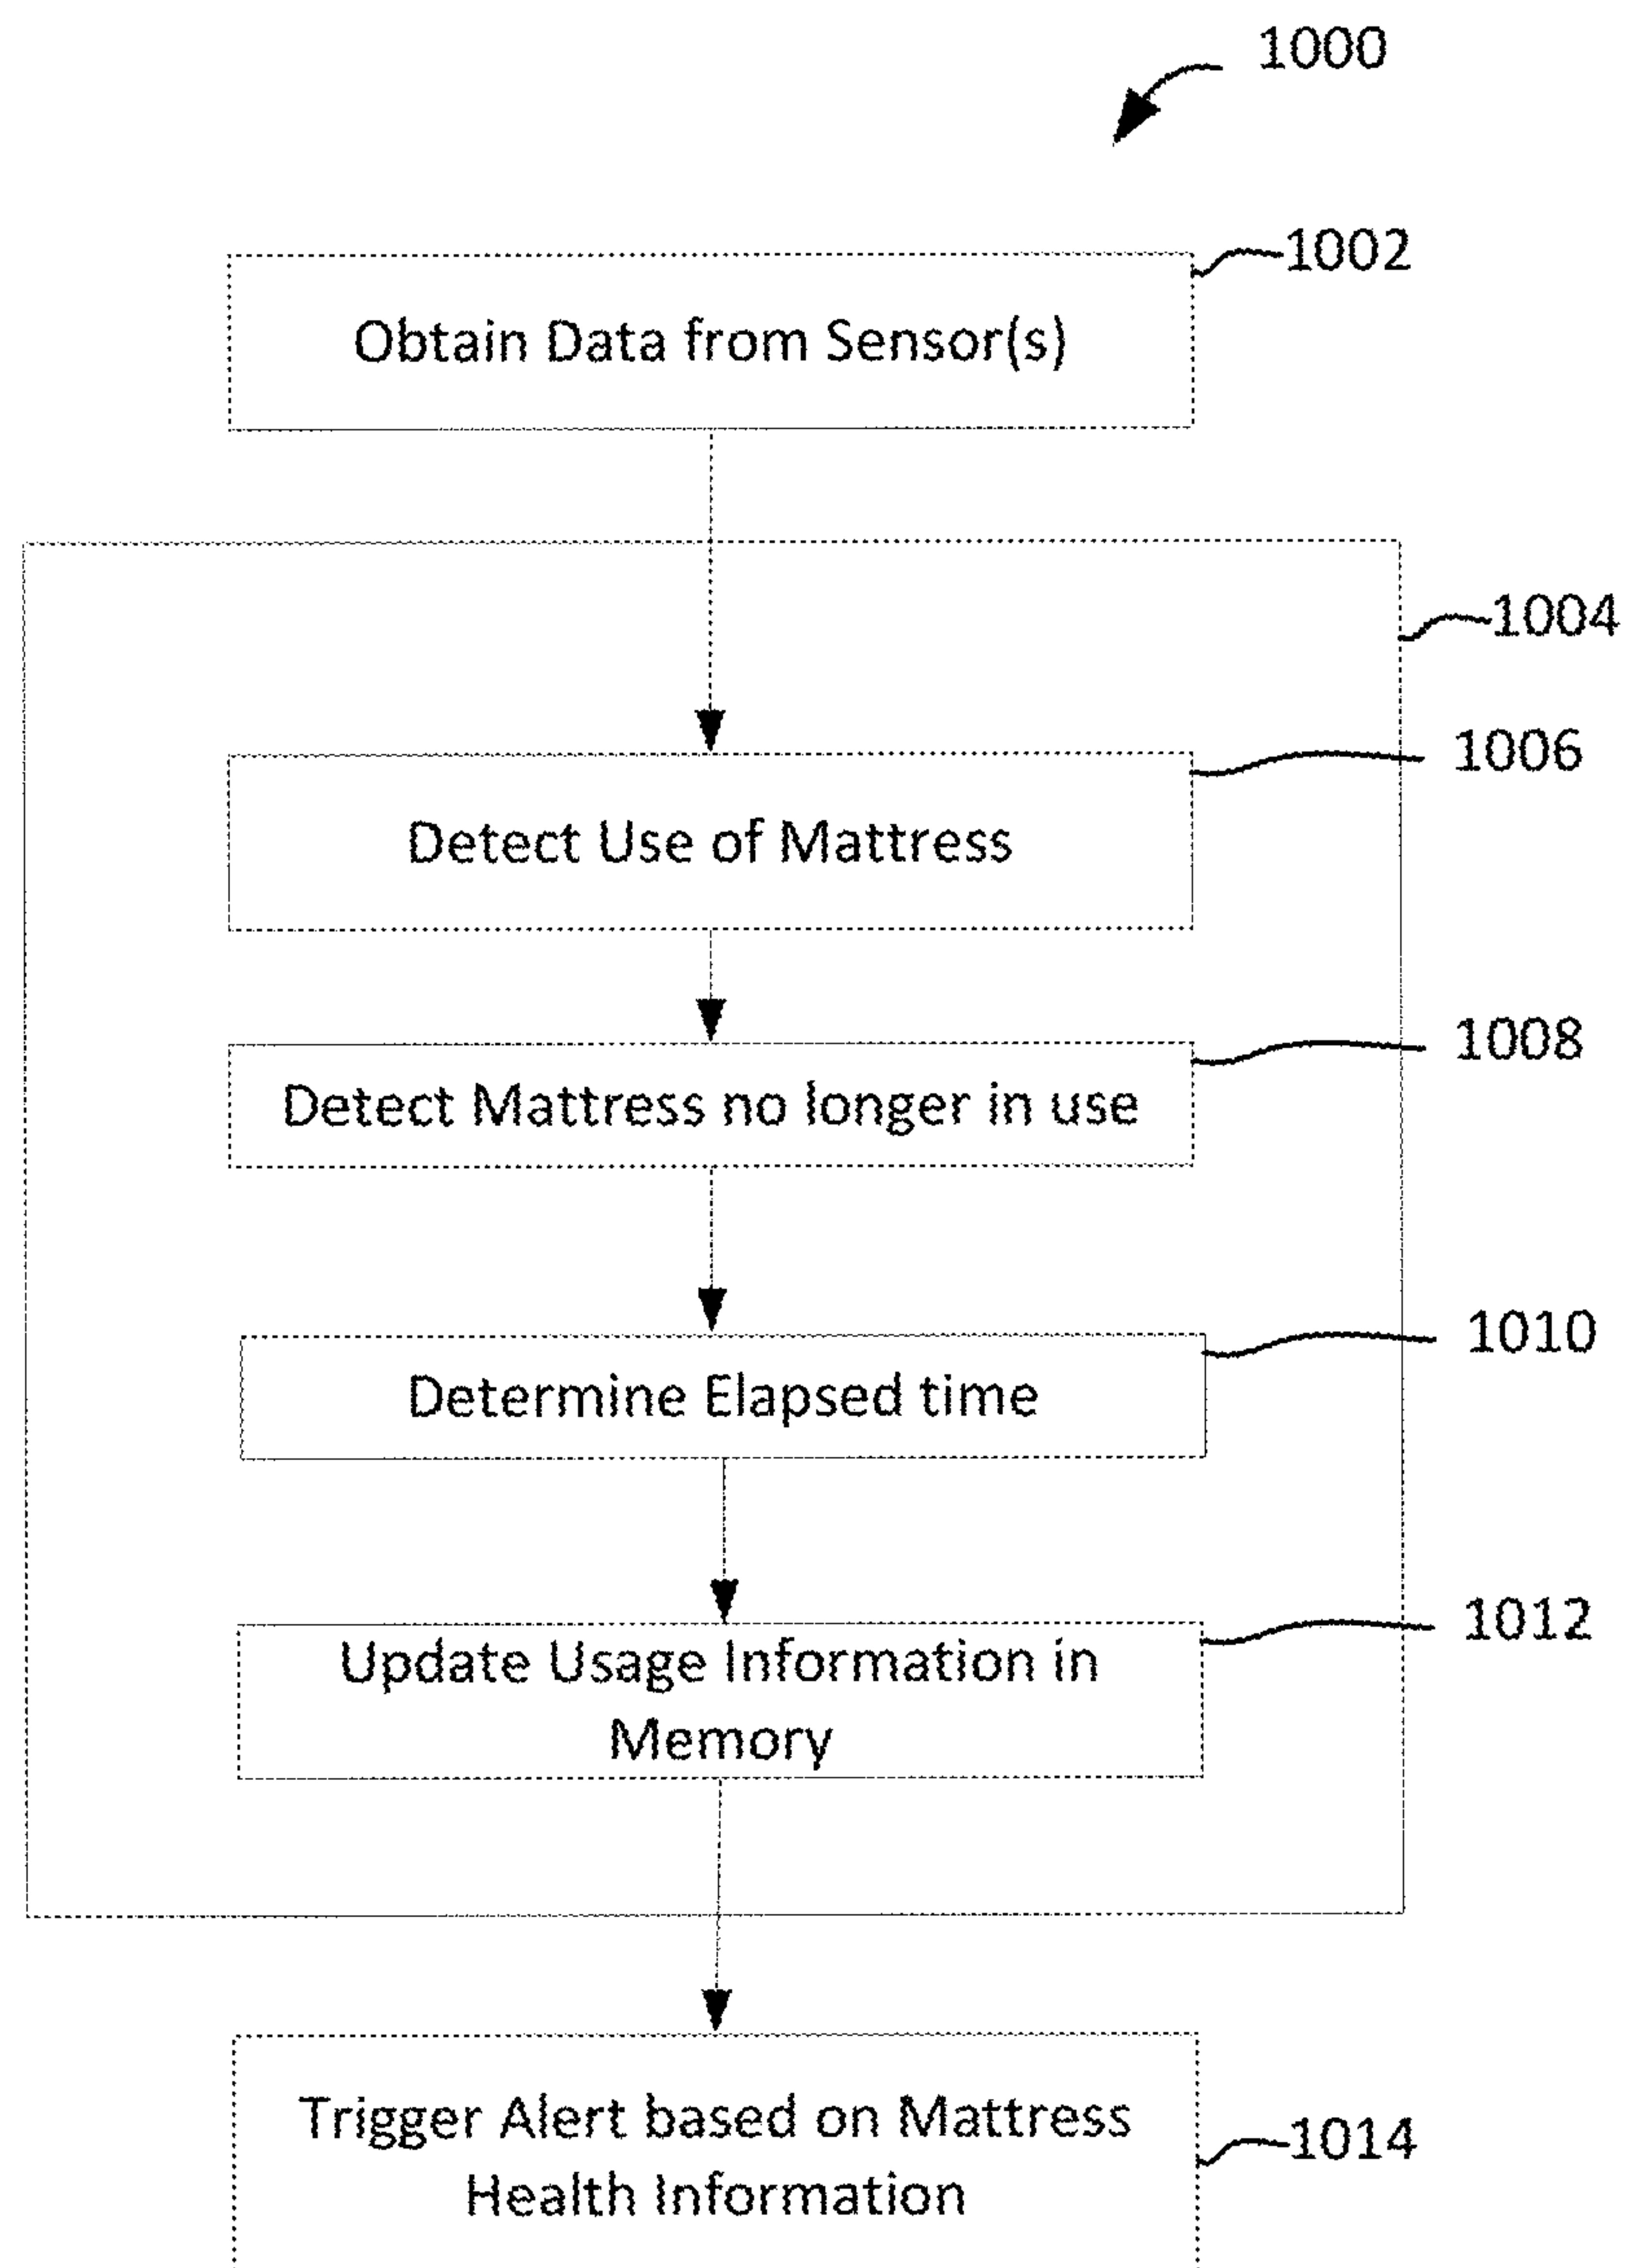 1000
1002
Obtain Data from Sensor(s)
1004
1006
Detect Use of Mattress
1008
Detect Mattress no longer in use
1010
Determine Elapsed time
1012
Update Usage Information in
Memory
Trigger Alert based on Mattress
1014
Health Information